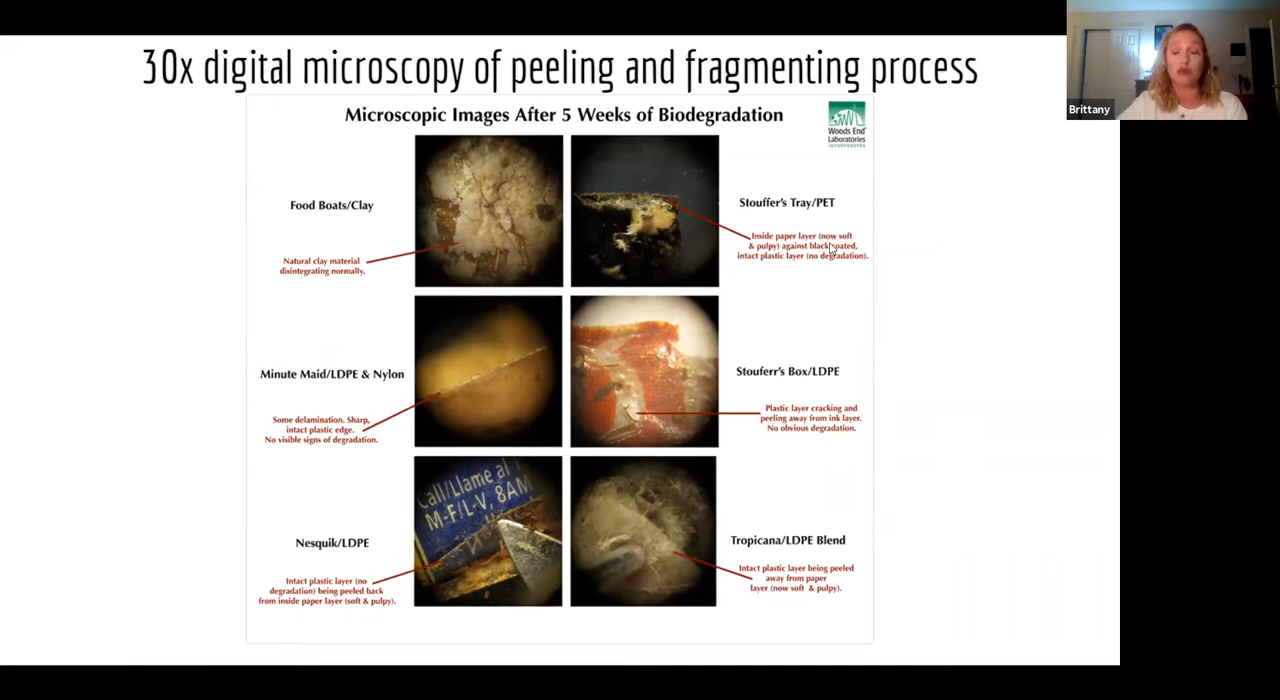 30x digital microscopy of peeling and fragmenting process
Brittany
Microscopic Images After 5 Weeks of Biodegradation
Woods End
Laboratories
INCORPORATED
Food Boats/Clay
Natural clay material
disintegrating normally.
Stouffer's Tray/PET
Inside paper layer (now soft
& pulpy) against black coated,
intact plastic layer (no degradation).
Minute Maid/LDPE & Nylon
Some delamination. Sharp,
intact plastic edge.
No visible signs of degradation.
Stouferr's Box/LDPE
Plastic layer cracking and
peeling away from ink layer.
No obvious degradation.
Call/Llame al
M-F/L-V, 8AM
Nesquik/LDPE
Intact plastic layer (no
degradation) being peeled back
from inside paper layer (soft & pulpy).
Tropicana/LDPE Blend
Intact plastic layer being peeled
away from paper
layer (now soft & pulpy).